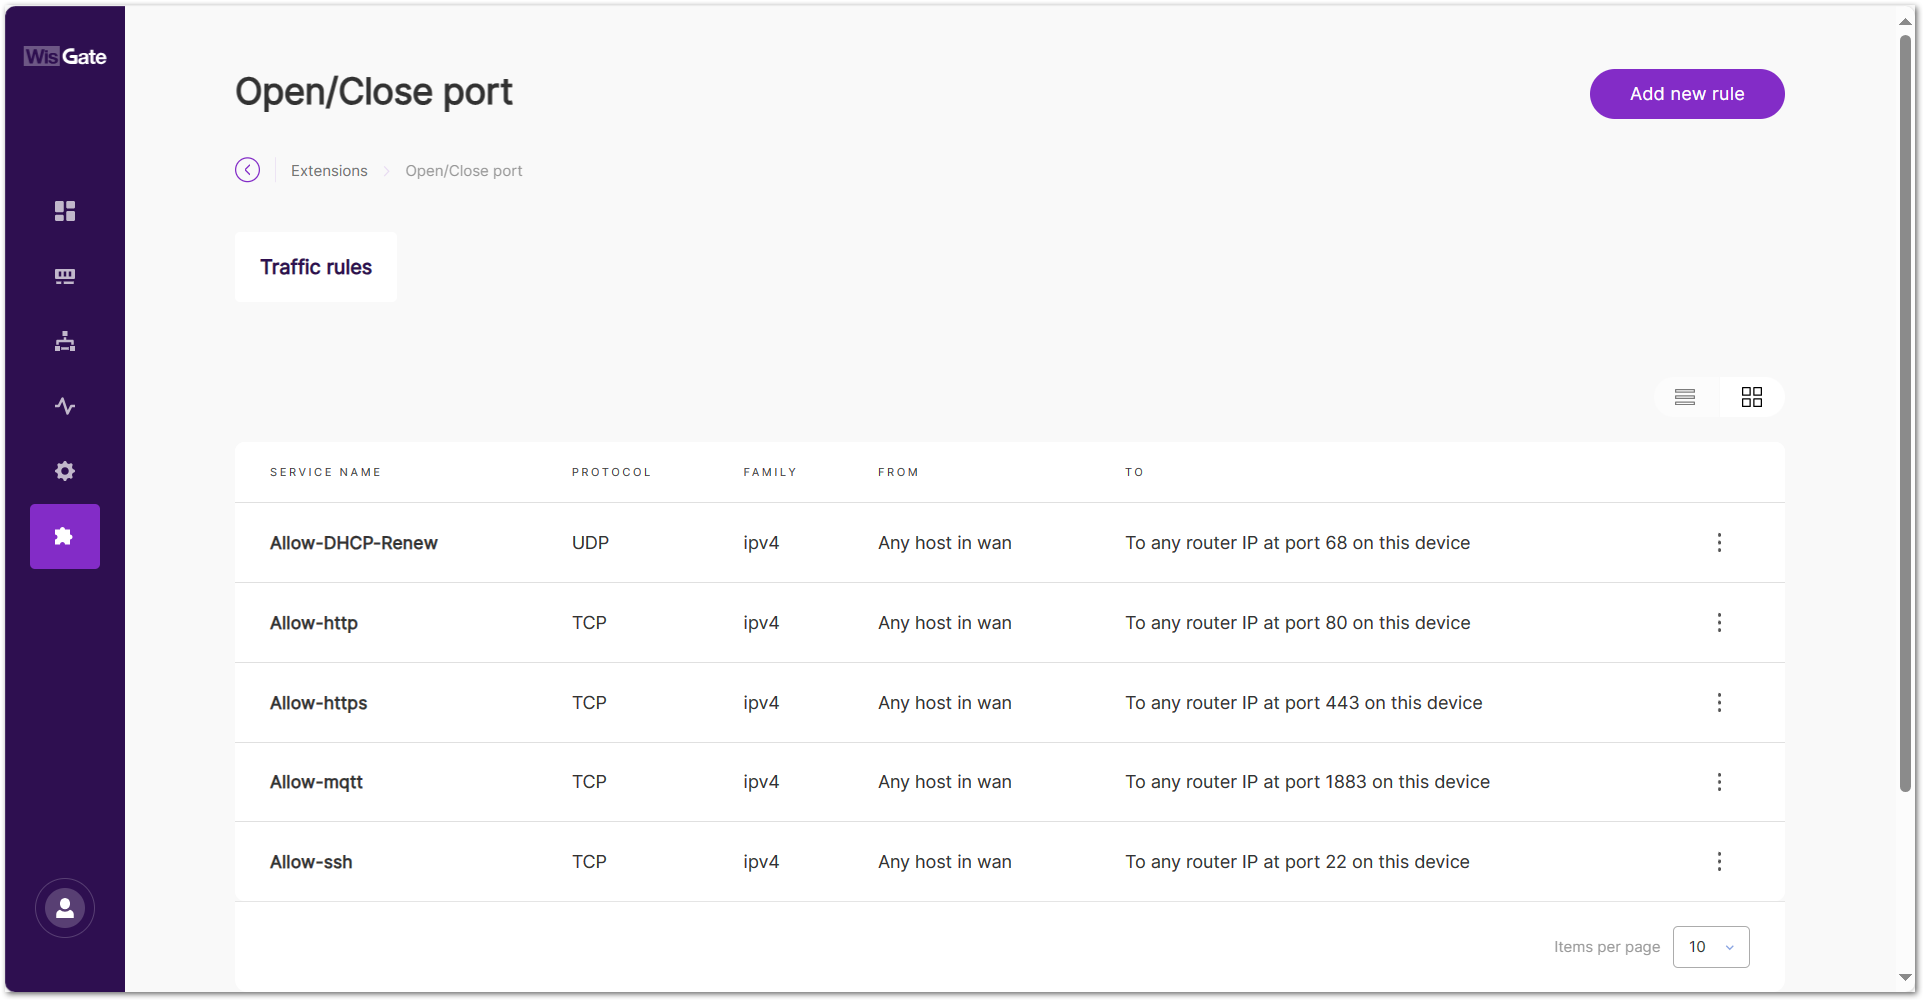 WisGate
Open/Close port
Add new rule
Extensions Open/Close port
Traffic rules
SERVICE NAME PROTOCOL FAMILY FROM TO
Allow-DHCP-Renew UDP ipv4 Any host in wan To any router IP at port 68 on this device
Allow-http TCP ipv4 Any host in wan To any router IP at port 80 on this device
Allow-https TCP ipv4 Any host in wan To any router IP at port 443 on this device
Allow-mqtt TCP ipv4 Any host in wan To any router IP at port 1883 on this device
Allow-ssh TCP ipv4 Any host in wan To any router IP at port 22 on this device
Items per page 10